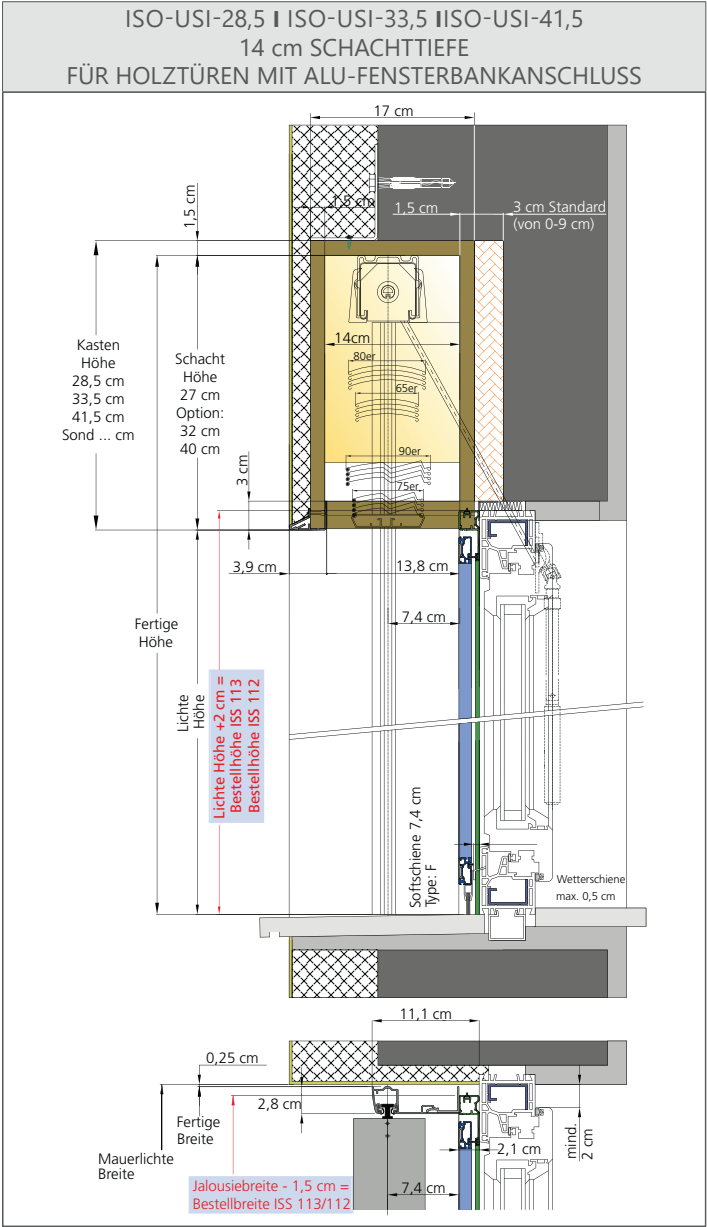 ISO-USI-28,5 I ISO-USI-33,5 IISO-USI-41,5
14 cm SCHACHTTIEFE
FÜR HOLZTÜREN MIT ALU-FENSTERBANKANSCHLUSS
17 cm
1,5 cm
1,5 cm
1,5 cm
3 cm Standard
(von 0-9 cm)
Kasten
Höhe
28,5 cm
33,5 cm
41,5 cm
Sond ... cm
Schacht
Höhe
27 cm
Option:
32 cm
40 cm
14cm
80er
65er
90er
75er
3 cm
3,9 cm
13,8 cm
7,4 cm
Fertige
Höhe
Lichte
Höhe
Lichte Höhe +2 cm =
Bestellhöhe ISS 113
Bestellhöhe ISS 112
Softschiene 7,4 cm
Type: F
Wetterschiene
max. 0,5 cm
11,1 cm
0,25 cm
2,8 cm
Fertige
Breite
Mauerlichte
Breite
2,1 cm
mind.
2 cm
Jalousiebreite - 1,5 cm =
Bestellbreite ISS 113/112
7,4 cm